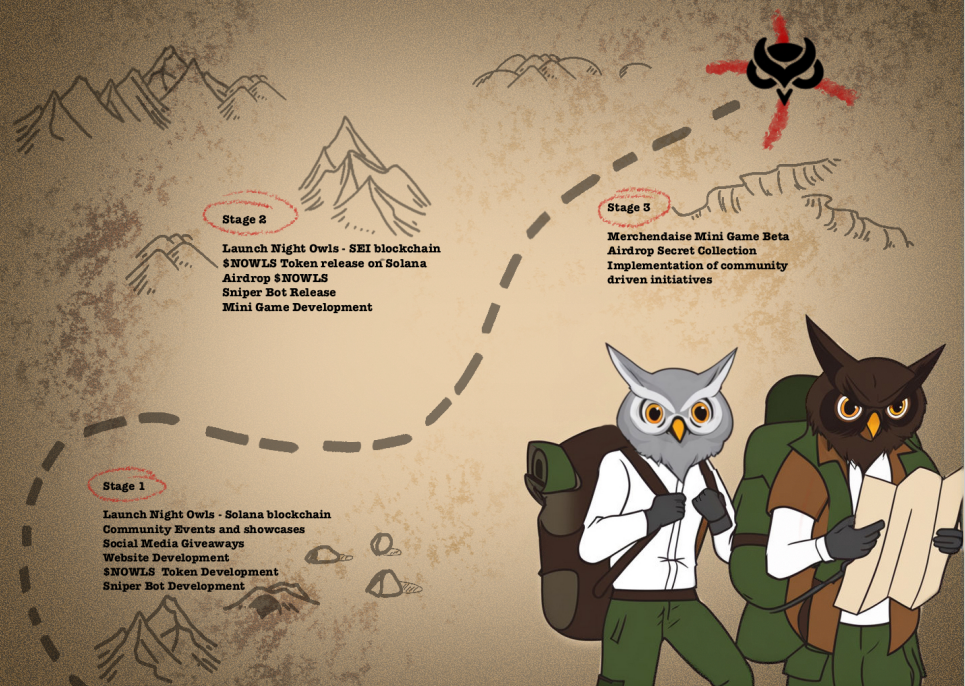 Stage 2
Launch Night Owls - SEI blockchain
$NOWLS Token release on Solana
Airdrop $NOWLS
Sniper Bot Release
Mini Game Development
Stage 3
Merchendaise Mini Game Beta
Airdrop Secret Collection
Implementation of community
driven initiatives
Stage 1
Launch Night Owls - Solana blockchain
Community Events and showcases
Social Media Giveaways
Website Development
$NOWLS Token Development
Sniper Bot Development